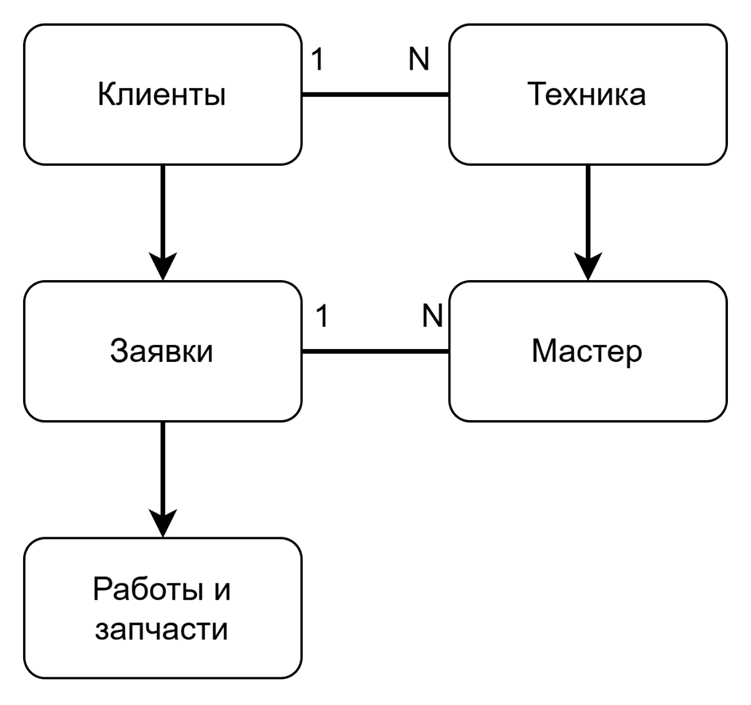 Клиенты
1
N
Техника
Заявки
1
N
Мастер
Работы и
запчасти